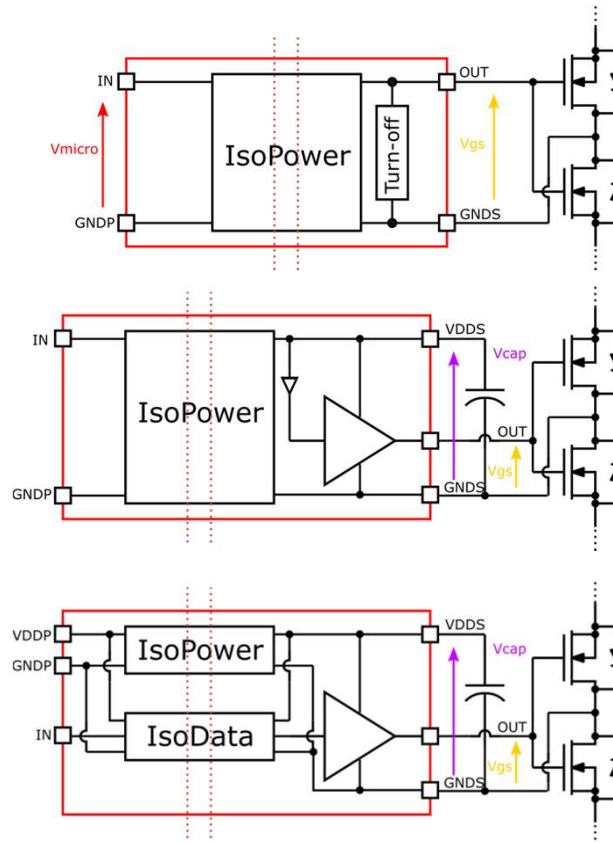 IN
OUT
Vmicro
IsoPower
Turn-off
Vgs
GNDP
GNDS
IN
VDDS
Vcap
IsoPower
OUT
Vgs
GNDP
GNDS
VDDP
IsoPower
VDDS
GNDP
Vcap
IN
IsoData
OUT
Vgs
GNDS